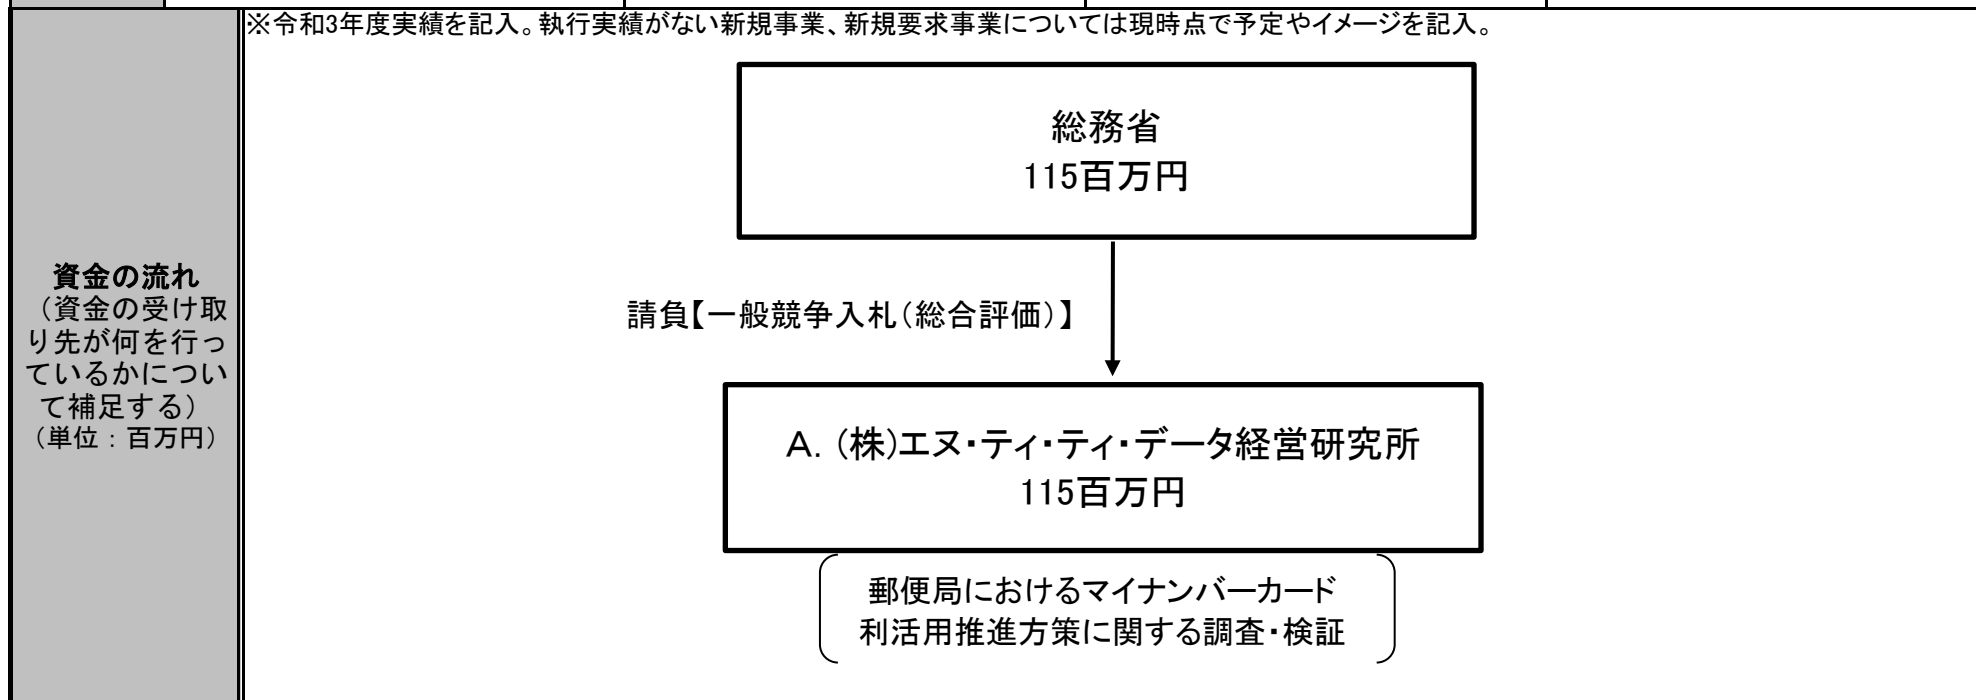 ※令和3年度実績を記入。執行実績がない新規事業、新規要求事業については現時点で予定やイメージを記入。
資金の流れ
（資金の受け取
り先が何を行っ
ているかについ
て補足する）
（単位：百万円）
総務省
115百万円
請負【一般競争入札（総合評価）】
Ａ．（株）エヌ・ティ・ティ・データ経営研究所
115百万円
郵便局におけるマイナンバーカード
利活用推進方策に関する調査・検証